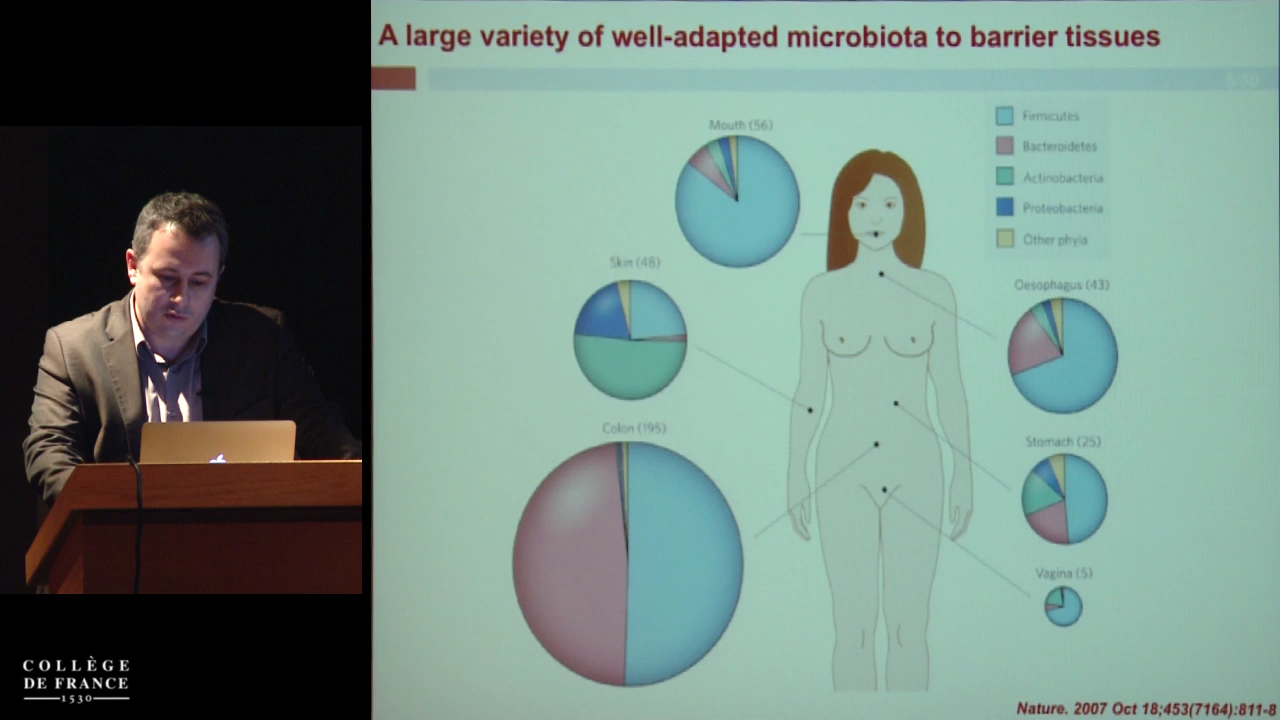 A large variety of well-adapted microbiota to barrier tissues
Mouth (56)
Firmicutes
Bacteroidetes
Actinobacteria
Proteobacteria
Other phyla
Skin (48)
Oesophagus (43)
Colon (195)
Stomach (25)
Vagina (5)
Nature. 2007 Oct 18;453(7164):811-8
COLLÈGE
DE FRANCE
1530